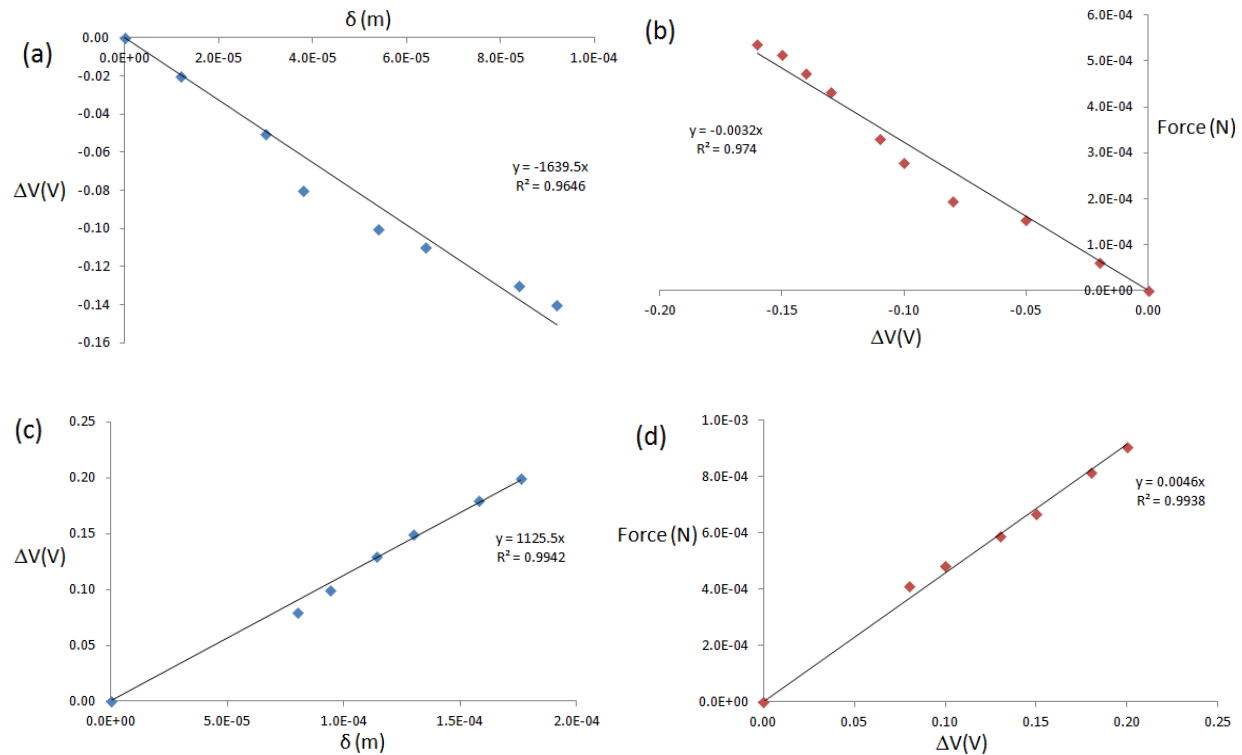 (a)
δ (m)
0.00
0.0E+00 2.0E-05 4.0E-05 6.0E-05 8.0E-05 1.0E-04
-0.02
-0.04
-0.06
ΔV(V)
-0.08
-0.10
-0.12
-0.14
-0.16
y = -1639.5x
R² = 0.9646
(b)
6.0E-04
5.0E-04
4.0E-04
Force (N)
3.0E-04
2.0E-04
1.0E-04
0.0E+00
y = -0.0032x
R² = 0.974
-0.20 -0.15 -0.10 -0.05 0.00
ΔV(V)
(c)
0.25
0.20
ΔV(V)
0.15
0.10
0.05
0.00
y = 1125.5x
R² = 0.9942
0.0E+00 5.0E-05 1.0E-04 1.5E-04 2.0E-04
δ (m)
(d)
1.0E-03
8.0E-04
Force (N)
6.0E-04
4.0E-04
2.0E-04
0.0E+00
y = 0.0046x
R² = 0.9938
0.00 0.05 0.10 0.15 0.20 0.25
ΔV(V)